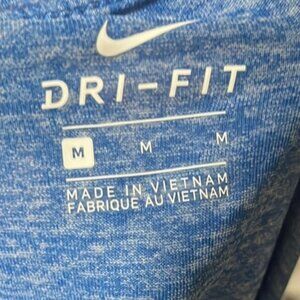 DRI-FIT
M M M
MADE IN VIETNAM
FABRIQUE AU VIETNAM